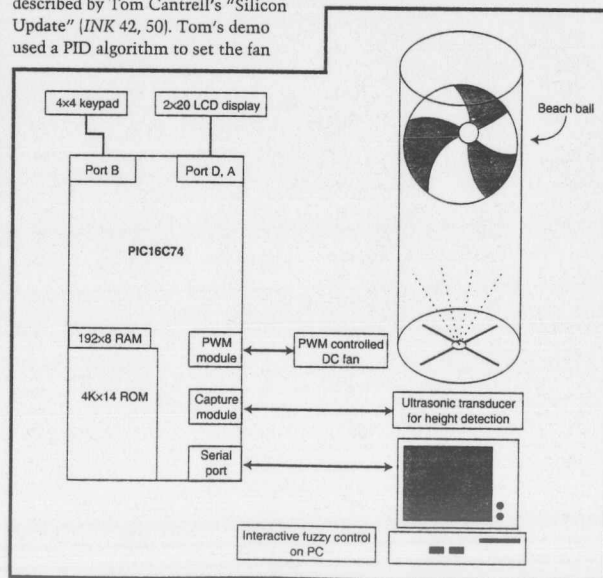 described by Tom Cantrell's "Silicon
Update" (INK 42, 50). Tom's demo
used a PID algorithm to set the fan
4×4 keypad
2×20 LCD display
Beach ball
Port B
Port D, A
PIC16C74
192×8 RAM
PWM
module
PWM controlled
DC fan
4K×14 ROM
Capture
module
Ultrasonic transducer
for height detection
Serial
port
Interactive fuzzy control
on PC